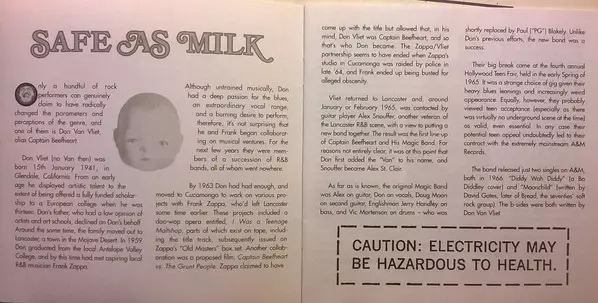 SAFE AS MILK
Only a handful of rock
performers can genuinely
claim to have radically
changed the parameters and
perceptions of the genre, and
one of them is Don Van Vliet,
alias Captain Beefheart
Don Vliet (no Van then) was
born 15th January 1941, in
Glendale, California. From an early
age he displayed artistic talent to the
extent of being offered a fully funded scholar-
ship to a European college when he was
thirteen. Don's father, who had a low opinion of
artists and art schools, declined on Don's behalf.
Around the same time, the family moved out to
Lancaster, a town in the Mojave Desert. In 1959
Don graduated from the local Antelope Valley
College, and by this time had met aspiring local
R&B musician Frank Zappa.
Although untrained musically, Don
had a deep passion for the blues,
an extraordinary vocal range,
and a burning desire to perform,
therefore, it's not surprising that
he and Frank began collaborat-
ing on musical ventures. For the
next few years they were mem-
bers of a succession of R&B
bands, all of whom went nowhere.
By 1963 Don had had enough, and
moved to Cucamonga to work on various pro-
jects with Frank Zappa, who'd left Lancaster
some time earlier. These projects included a
doo-wop opera entitled, I Was a Teenage
Maltshop, parts of which exist on tape, includ-
ing the title track, subsequently issued on
Zappa's "Old Masters" box set. Another collab-
oration was a proposed film, Captain Beefheart
vs. The Grunt People. Zappa claimed to have
come up with the title but allowed that, in his
mind, Don Vliet was Captain Beefheart, and so
that's who Don became. The Zappa/Vliet
partnership seems to have ended when Zappa's
studio in Cucamonga was raided by police in
late '64, and Frank ended up being busted for
alleged obscenity.
Vliet returned to Lancaster and, around
January or February 1965, was contacted by
guitar player Alex Snouffer, another veteran of
the Lancaster R&B scene, with a view to putting a
new band together. The result was the first line up
of Captain Beefheart and His Magic Band. For
reasons not entirely clear, it was at this point that
Don first added the "Van" to his name, and
Snouffer became Alex St. Clair.
As far as is known, the original Magic Band
was Alex on guitar, Don on vocals, Doug Moon
on second guitar, Englishman Jerry Handley on
bass, and Vic Mortenson on drums – who was
shortly replaced by Paul ("PG") Blakely. Unlike
Don's previous efforts, the new band was a
success.
Their big break came at the fourth annual
Hollywood Teen Fair, held in the early Spring of
1965. It was a strange choice of gig given their
heavy blues leanings and increasingly weird
appearance. Equally, however, they probably
viewed teen acceptance (especially as there
was virtually no underground scene at the time)
as valid, even essential. In any case their
potential teen appeal undoubtedly led to their
contract with the extremely mainstream A&M
Records.
The band released just two singles on A&M,
both in 1966 "Diddy Wah Diddy" (a Bo
Diddley cover) and "Moonchild" (written by
David Gates, later of Bread, the seventies' soft
rock group). The b-sides were both written by
Don Van Vliet
CAUTION: ELECTRICITY MAY
BE HAZARDOUS TO HEALTH.